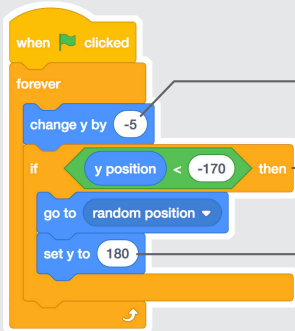 when clicked
forever
change y by -5
if y position < -170 then
go to random position
set y to 180